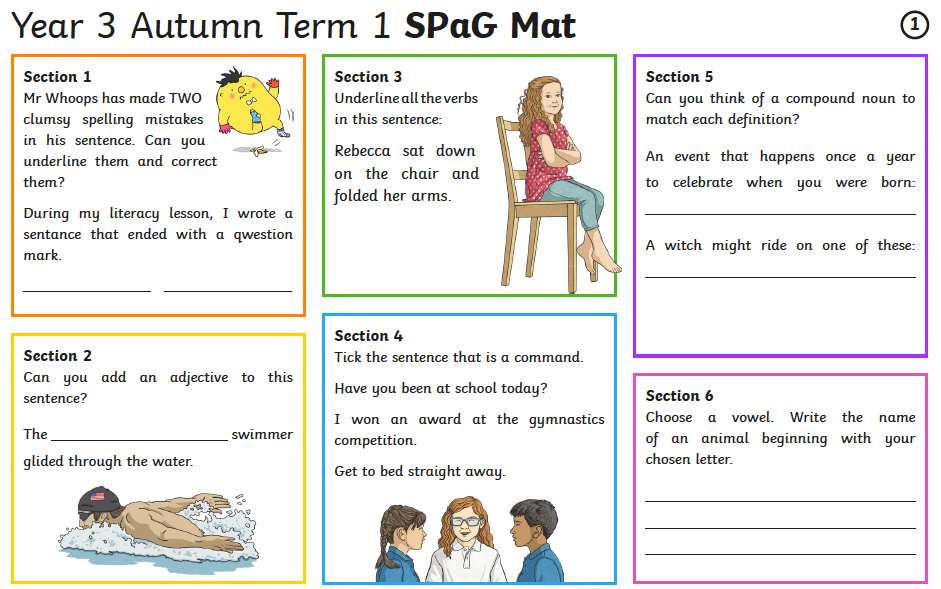 Year 3 Autumn Term 1 SPaG Mat
1
Section 1
Mr Whoops has made TWO
clumsy spelling mistakes
in his sentence. Can you
underline them and correct
them?
During my literacy lesson, I wrote a
sentance that ended with a qwestion
mark.
Section 2
Can you add an adjective to this
sentence?
The ______ swimmer
glided through the water.
Section 3
Underline all the verbs
in this sentence:
Rebecca sat down
on the chair and
folded her arms.
Section 4
Tick the sentence that is a command.
Have you been at school today?
I won an award at the gymnastics
competition.
Get to bed straight away.
Section 5
Can you think of a compound noun to
match each definition?
An event that happens once a year
to celebrate when you were born:
A witch might ride on one of these:
Section 6
Choose a vowel. Write the name
of an animal beginning with your
chosen letter.